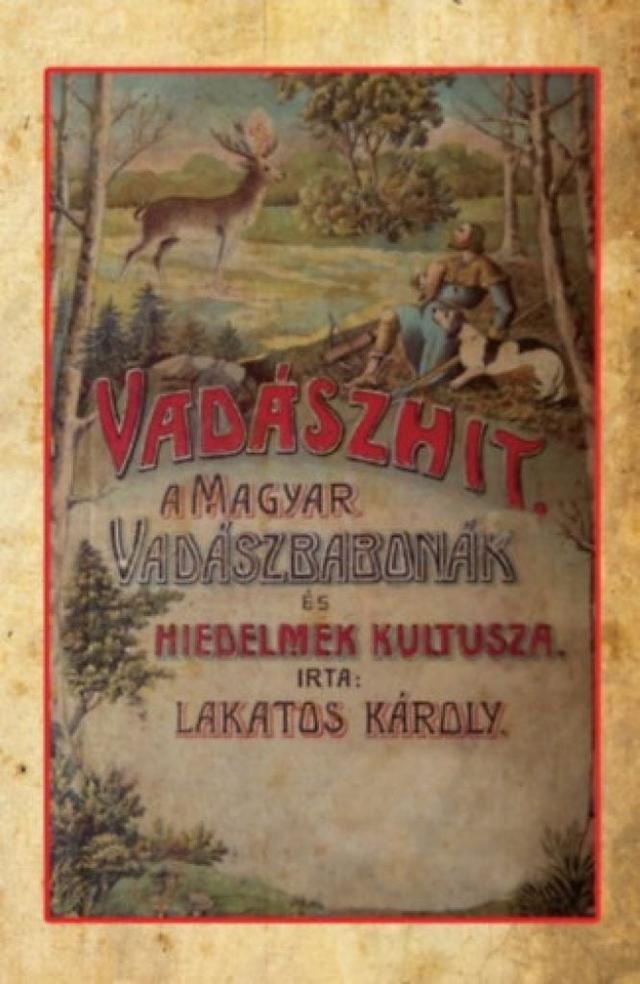 VADÁSZHIT.
A MAGYAR
VADÁSZBABONÁK
ÉS
HIEDELMEK KULTUSZA.
IRTA:
LAKATOS KÁROLY.